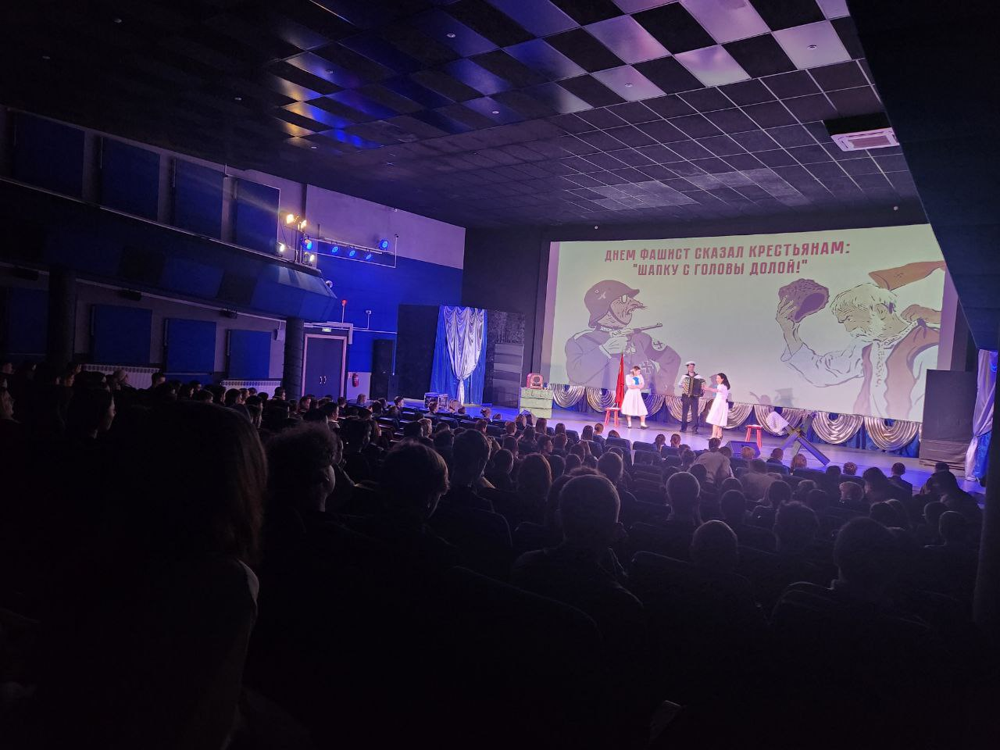 ДНЕМ ФАШИСТ СКАЗАЛ КРЕСТЬЯНАМ:
"ШАПКУ С ГОЛОВЫ ДОЛОЙ!"